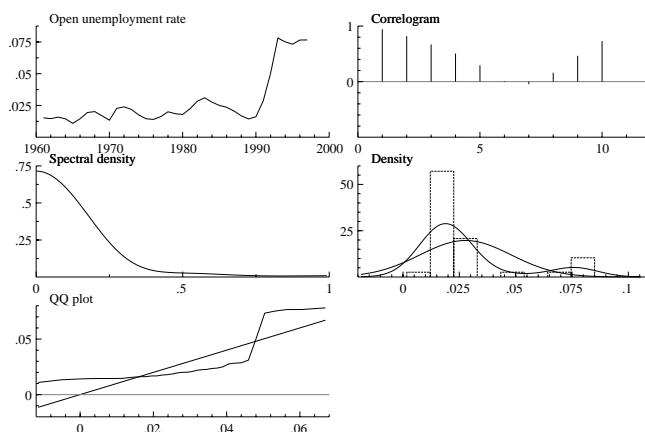 Open unemployment rate
.075
.025
1960 1970 1980 1990 2000
Correlogram
1
0
0 5 10
Spectral density
.75
.5
.25
0 .5 1
Density
50
25
0 .025 .05 .075 .1
QQ plot
.05
0
0 .02 .04 .06